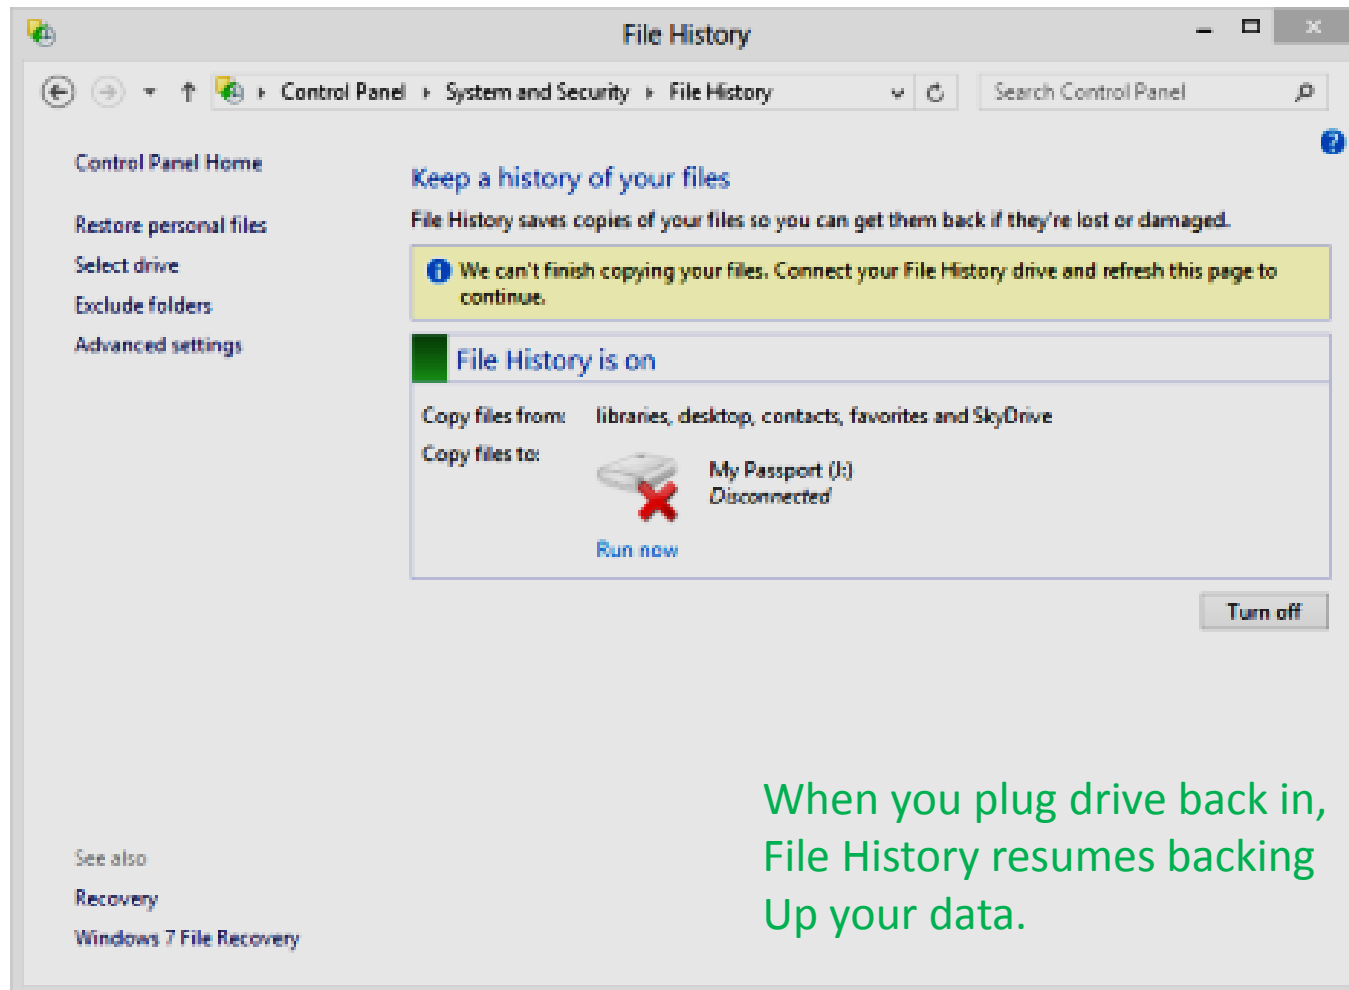 File History
Control Panel System and Security File History
Search Control Panel
Control Panel Home
Restore personal files
Select drive
Exclude folders
Advanced settings
Keep a history of your files
File History saves copies of your files so you can get them back if they're lost or damaged.
We can't finish copying your files. Connect your File History drive and refresh this page to
continue.
File History is on
Copy files from: libraries, desktop, contacts, favorites and SkyDrive
Copy files to:
My Passport (J:)
Disconnected
Run now
Turn off
When you plug drive back in,
File History resumes backing
Up your data.
See also
Recovery
Windows 7 File Recovery